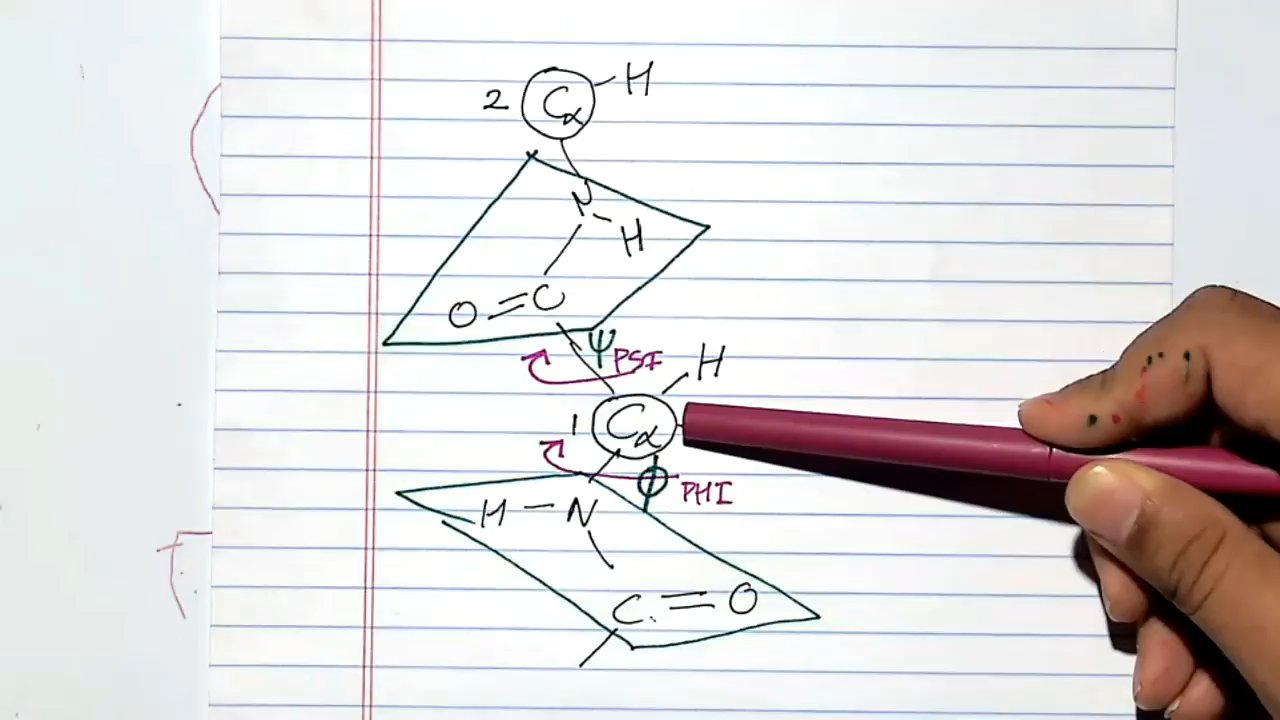 2 Cα - H
N
H
O = C
ψ PSI
H
1 Cα
φ PHI
H - N
C = O